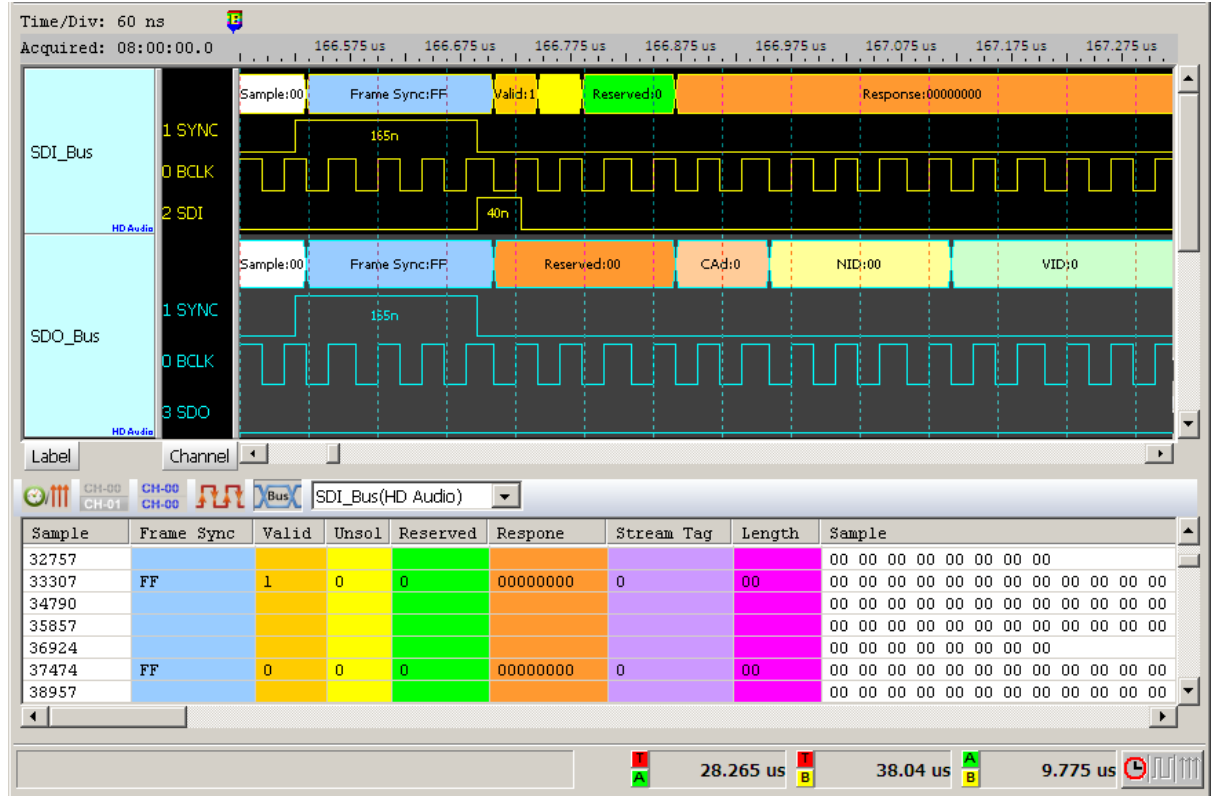 Time/Div: 60 ns
Acquired: 08:00:00.0 166.575 us 166.675 us 166.775 us 166.875 us 166.975 us 167.075 us 167.175 us 167.275 us
Sample:00 Frame Sync:FF Valid:1 Reserved:0 Response:00000000
1 SYNC 165n
SDI_Bus
0 BCLK
2 SDI 40n
HD Audio
Sample:00 Frame Sync:FF Reserved:00 CAd:0 NID:00 VID:0
1 SYNC 165n
SDO_Bus
0 BCLK
3 SDO
HD Audio
Label Channel
CH-00 CH-00 Bus SDI_Bus(HD Audio)
CH-01 CH-00
Sample Frame Sync Valid Unsol Reserved Respone Stream Tag Length Sample
32757 00 00 00 00 00 00 00 00
33307 FF 1 0 0 00000000 0 00 00 00 00 00 00 00 00 00 00 00 00 00
34790 00 00 00 00 00 00 00 00 00 00 00 00
35857 00 00 00 00 00 00 00 00 00 00 00 00
36924 00 00 00 00 00 00 00 00
37474 FF 0 0 0 00000000 0 00 00 00 00 00 00 00 00 00 00 00 00 00
38957 00 00 00 00 00 00 00 00 00 00 00 00
T A 28.265 us T B 38.04 us A B 9.775 us